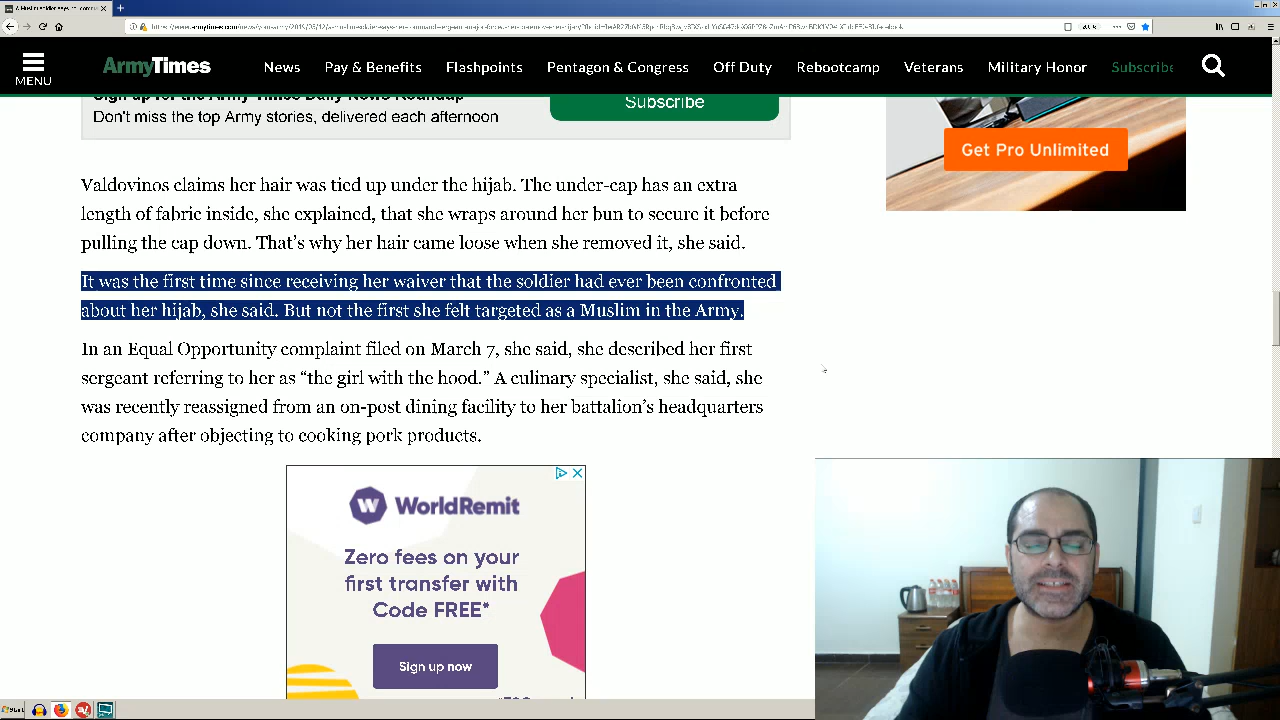 ArmyTimes
MENU
News
Pay & Benefits
Flashpoints
Pentagon & Congress
Off Duty
Rebootcamp
Veterans
Military Honor
Subscribe
Sign up for the Army Times Daily News Roundup
Don't miss the top Army stories, delivered each afternoon
Subscribe
Get Pro Unlimited
Valdovinos claims her hair was tied up under the hijab. The under-cap has an extra
length of fabric inside, she explained, that she wraps around her bun to secure it before
pulling the cap down. That's why her hair came loose when she removed it, she said.
It was the first time since receiving her waiver that the soldier had ever been confronted
about her hijab, she said. But not the first she felt targeted as a Muslim in the Army.
In an Equal Opportunity complaint filed on March 7, she said, she described her first
sergeant referring to her as “the girl with the hood.” A culinary specialist, she said, she
was recently reassigned from an on-post dining facility to her battalion's headquarters
company after objecting to cooking pork products.
WorldRemit
Zero fees on your
first transfer with
Code FREE*
Sign up now
Start